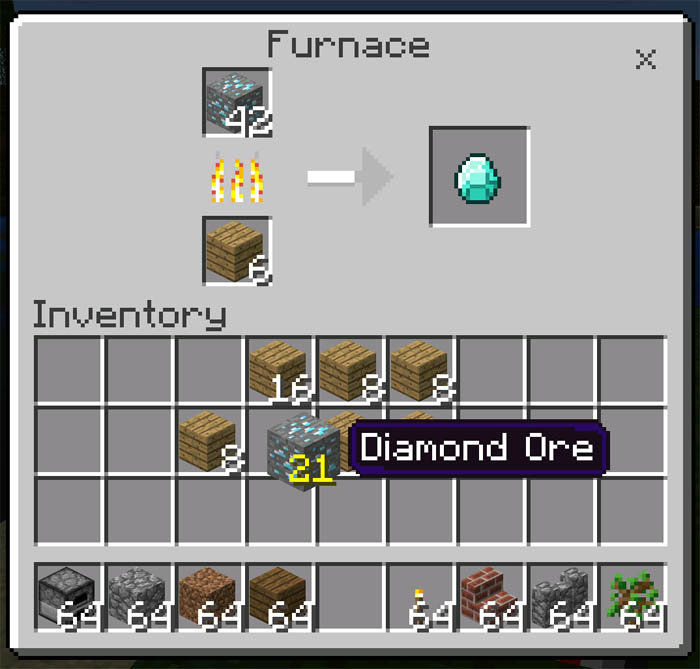 Furnace
X
42
6
Inventory
16 8 8
8 21 Diamond Ore
64 64 64 64 64 64 64 64